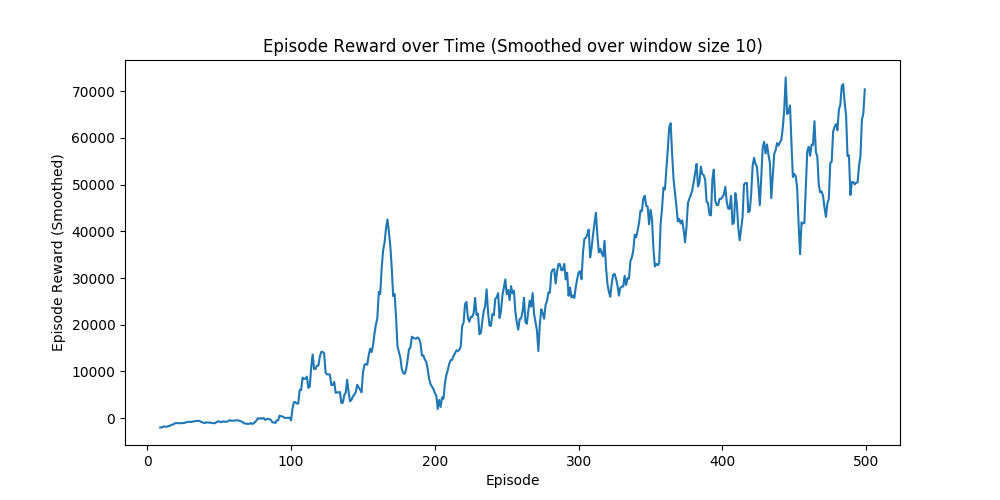 Episode Reward over Time (Smoothed over window size 10)
Episode Reward (Smoothed)
70000
60000
50000
40000
30000
20000
10000
0
0 100 200 300 400 500
Episode